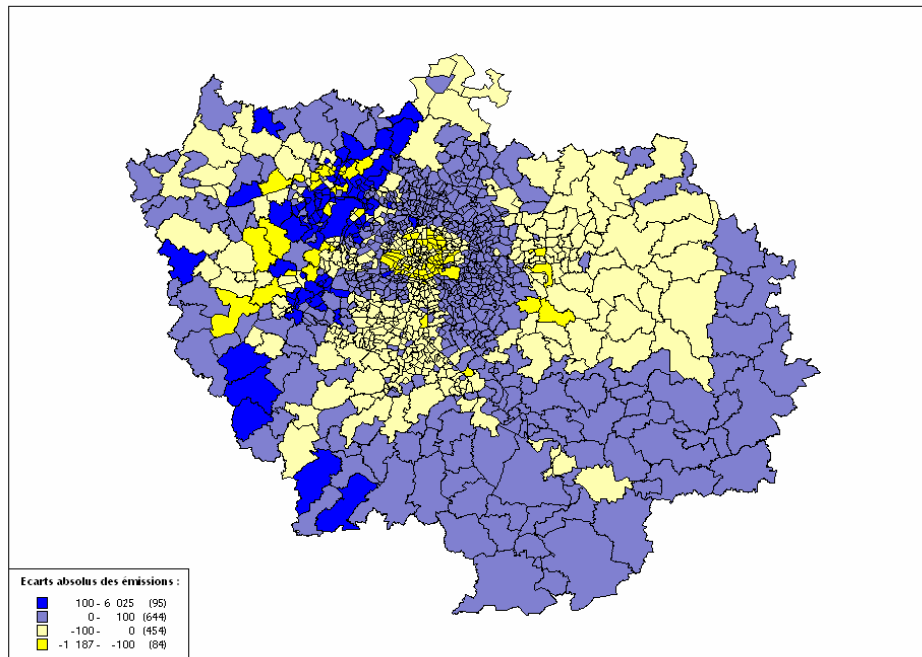 Ecarts absolus des émissions :
100 - 6 025 (95)
0 - 100 (644)
-100 - 0 (454)
-1 187 - -100 (84)